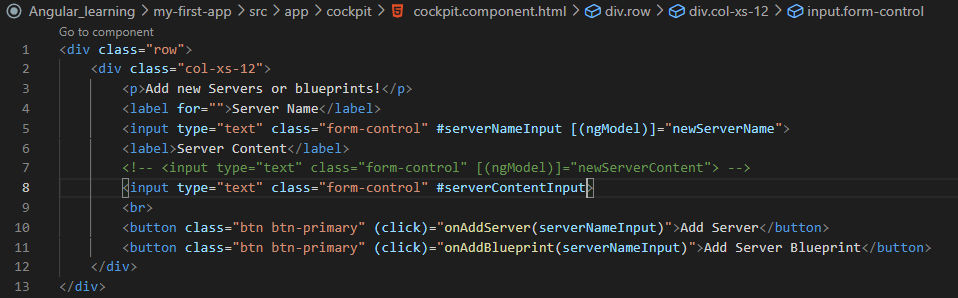 Angular_learning > my-first-app > src > app > cockpit > cockpit.component.html > div.row > div.col-xs-12 > input.form-control
Go to component
1 <div class="row">
2 <div class="col-xs-12">
3 <p>Add new Servers or blueprints!</p>
4 <label for="">Server Name</label>
5 <input type="text" class="form-control" #serverNameInput [(ngModel)]="newServerName">
6 <label>Server Content</label>
7 <!-- <input type="text" class="form-control" [(ngModel)]="newServerContent"> -->
8 <input type="text" class="form-control" #serverContentInput>
9 <br>
10 <button class="btn btn-primary" (click)="onAddServer(serverNameInput)">Add Server</button>
11 <button class="btn btn-primary" (click)="onAddBlueprint(serverNameInput)">Add Server Blueprint</button>
12 </div>
13 </div>